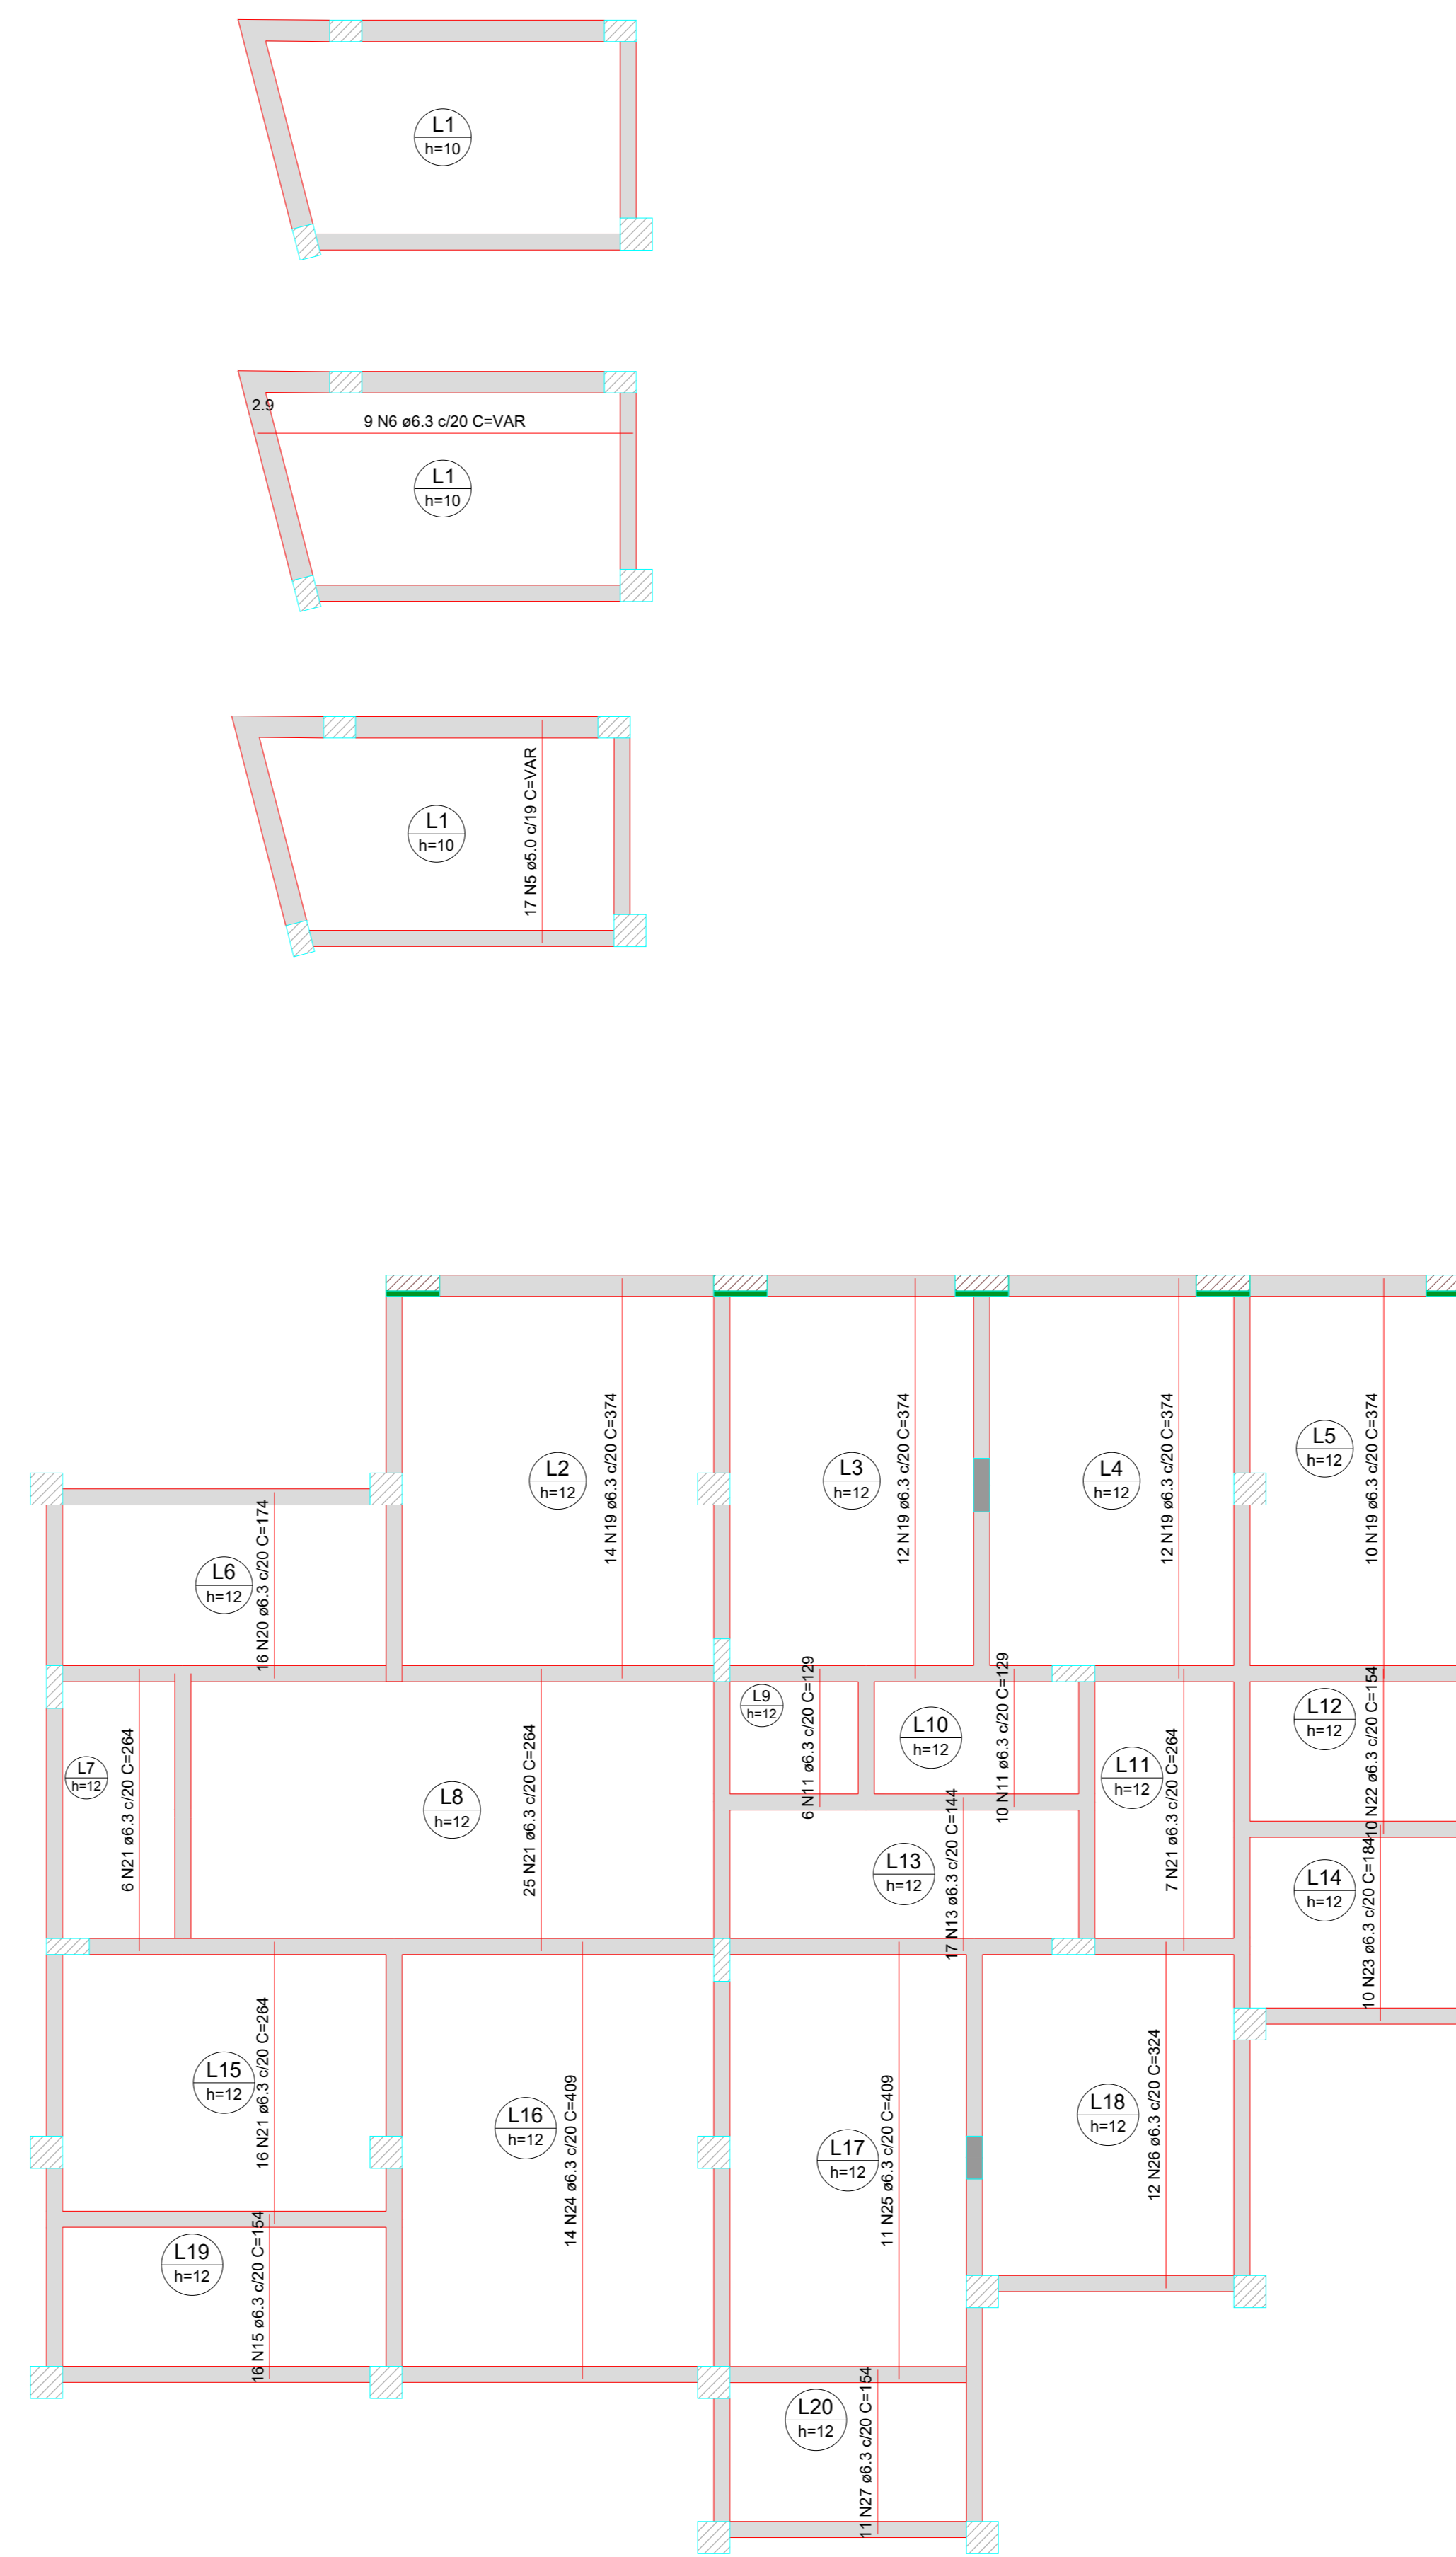 L1
h=10
2.9
9 N6 ø6.3 c/20 C=VAR
L1
h=10
17 N5 ø5.0 c/19 C=VAR
L1
h=10
14 N19 ø6.3 c/20 C=374
12 N19 ø6.3 c/20 C=374
12 N19 ø6.3 c/20 C=374
10 N19 ø6.3 c/20 C=374
L2
h=12
L3
h=12
L4
h=12
L5
h=12
16 N20 ø6.3 c/20 C=174
L6
h=12
6 N11 ø6.3 c/20 C=129
10 N11 ø6.3 c/20 C=129
10 N22 ø6.3 c/20 C=154
L9
h=12
L10
h=12
L12
h=12
L7
h=12
6 N21 ø6.3 c/20 C=264
25 N21 ø6.3 c/20 C=264
L8
h=12
L11
h=12
7 N21 ø6.3 c/20 C=264
17 N13 ø6.3 c/20 C=144
L13
h=12
10 N23 ø6.3 c/20 C=184
L14
h=12
16 N21 ø6.3 c/20 C=264
L15
h=12
14 N24 ø6.3 c/20 C=409
L16
h=12
11 N25 ø6.3 c/20 C=409
L17
h=12
12 N26 ø6.3 c/20 C=324
L18
h=12
16 N15 ø6.3 c/20 C=154
L19
h=12
11 N27 ø6.3 c/20 C=154
L20
h=12